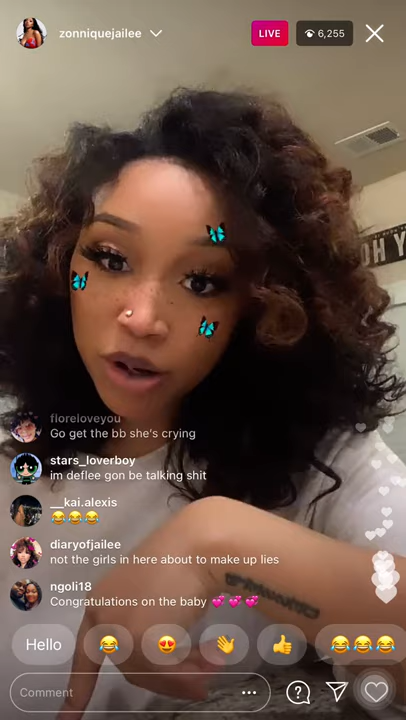 zonniquejailee
LIVE
6,255
OH Y
floreloveyou
Go get the bb she's crying
stars_loverboy
im deflee gon be talking shit
__kai.alexis
😂😂😂
diaryofjailee
not the girls in here about to make up lies
ngoli18
Congratulations on the baby 💞💞💞
Hello 😂 😍 👋 👍 😂😂😂
Comment